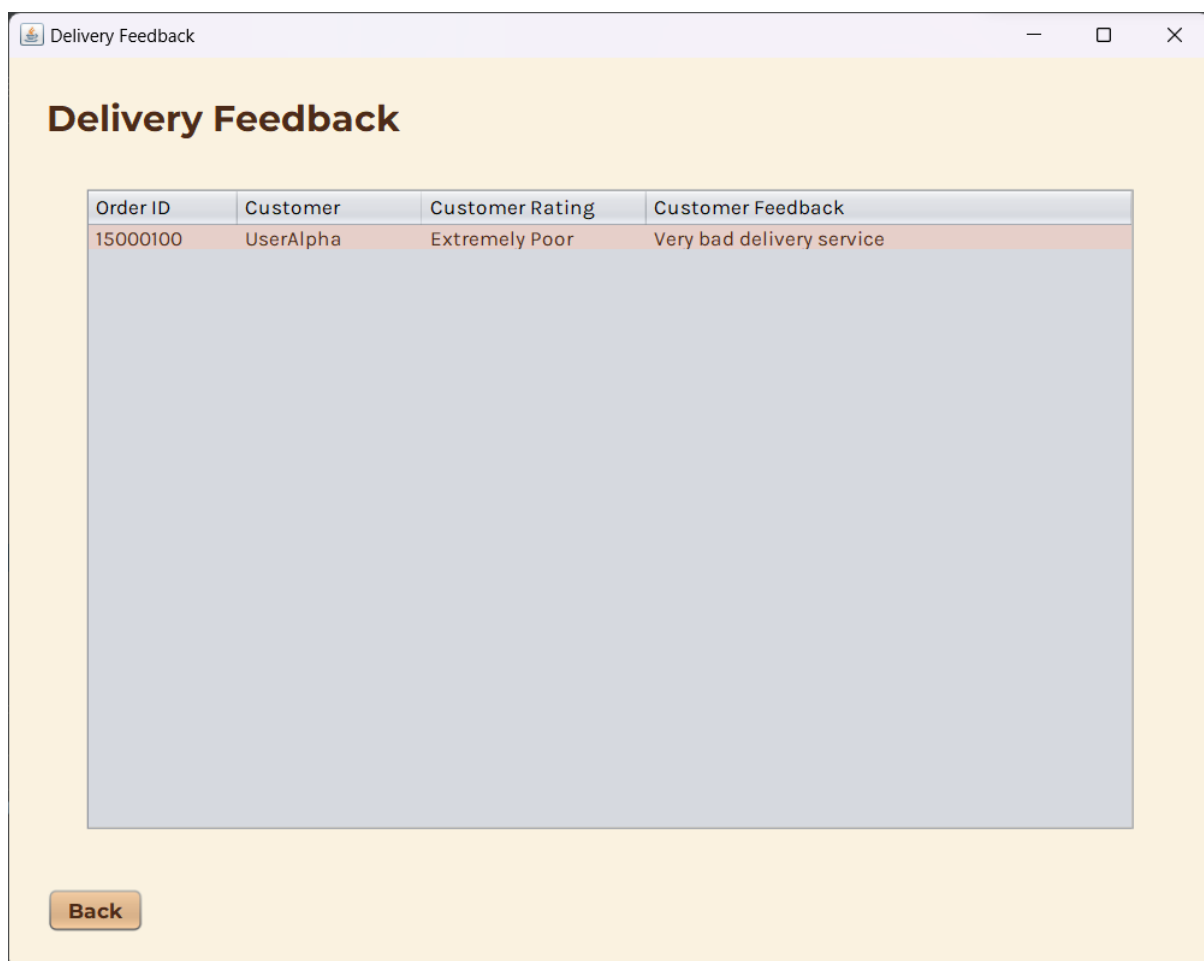 Delivery Feedback
Delivery Feedback
Order ID Customer Customer Rating Customer Feedback
15000100 UserAlpha Extremely Poor Very bad delivery service
Back